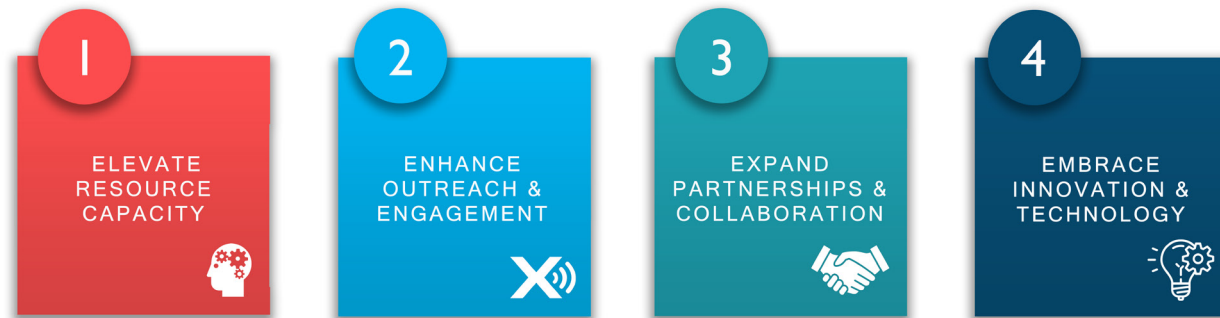 1
ELEVATE
RESOURCE
CAPACITY
2
ENHANCE
OUTREACH &
ENGAGEMENT
X
3
EXPAND
PARTNERSHIPS &
COLLABORATION
4
EMBRACE
INNOVATION &
TECHNOLOGY